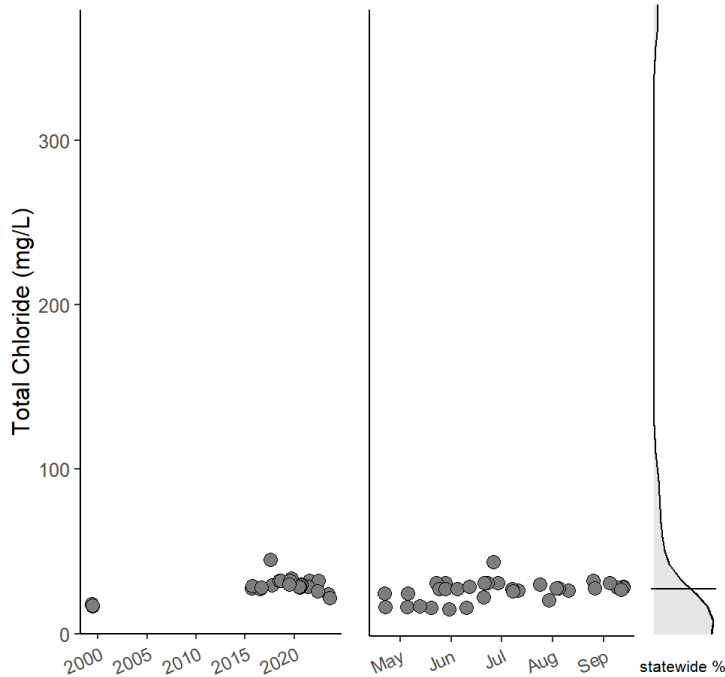 Total Chloride (mg/L)
300
200
100
0
2000 2005 2010 2015 2020
May Jun Jul Aug Sep
statewide %